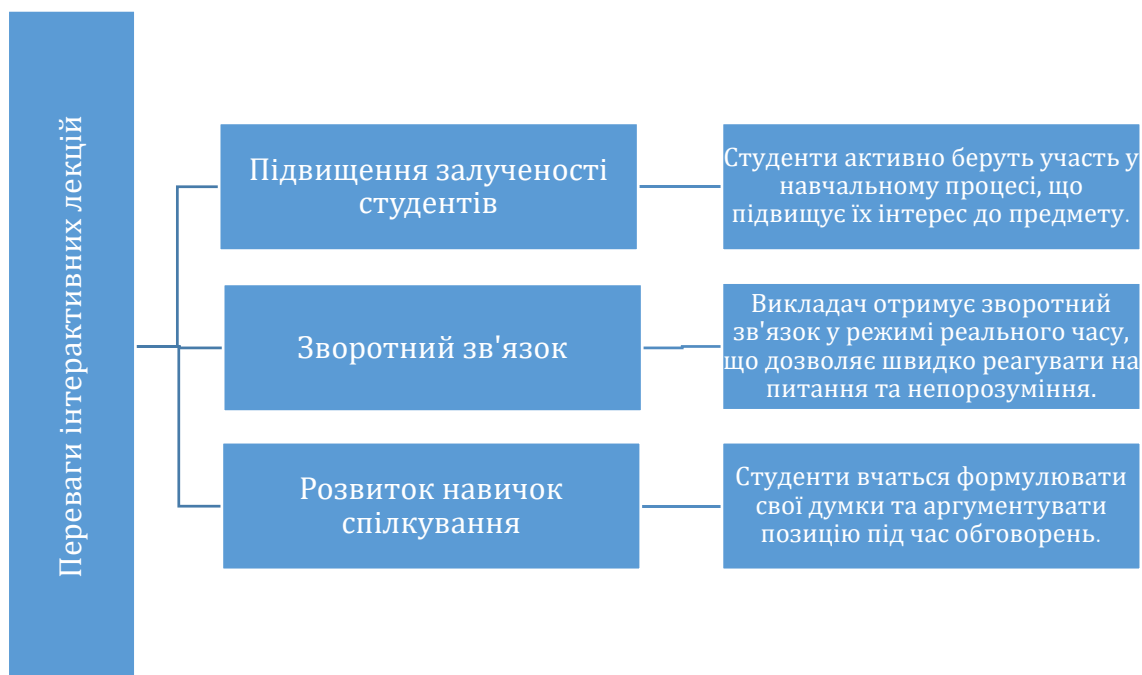 Переваги інтерактивних лекцій
Підвищення залученості
студентів
Студенти активно беруть участь у
навчальному процесі, що
підвищує їх інтерес до предмету.
Зворотний зв'язок
Викладач отримує зворотний
зв'язок у режимі реального часу,
що дозволяє швидко реагувати на
питання та непорозуміння.
Розвиток навичок
спілкування
Студенти вчаться формулювати
свої думки та аргументувати
позицію під час обговорень.